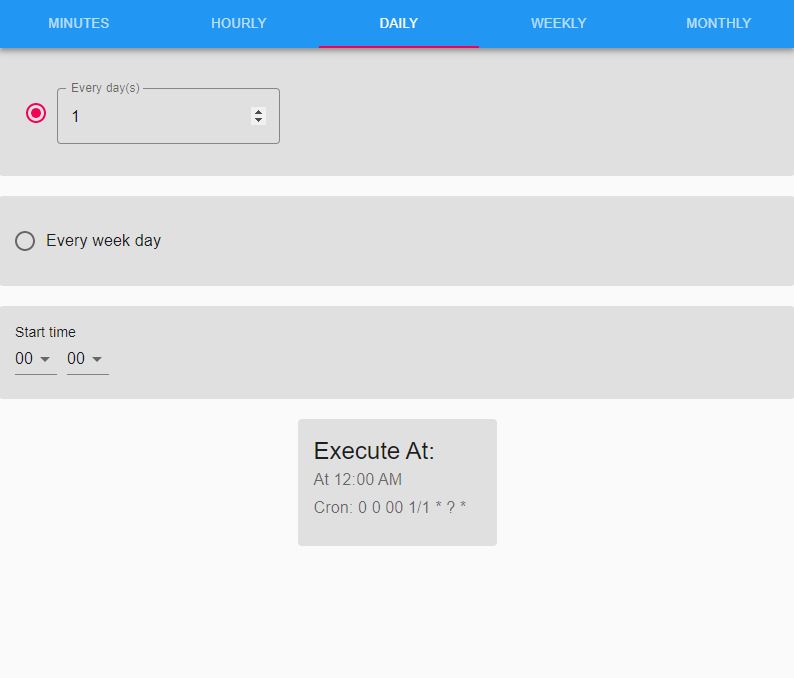 MINUTES HOURLY DAILY WEEKLY MONTHLY
Every day(s)
1
Every week day
Start time
00 00
Execute At:
At 12:00 AM
Cron: 0 0 00 1/1 * ? *